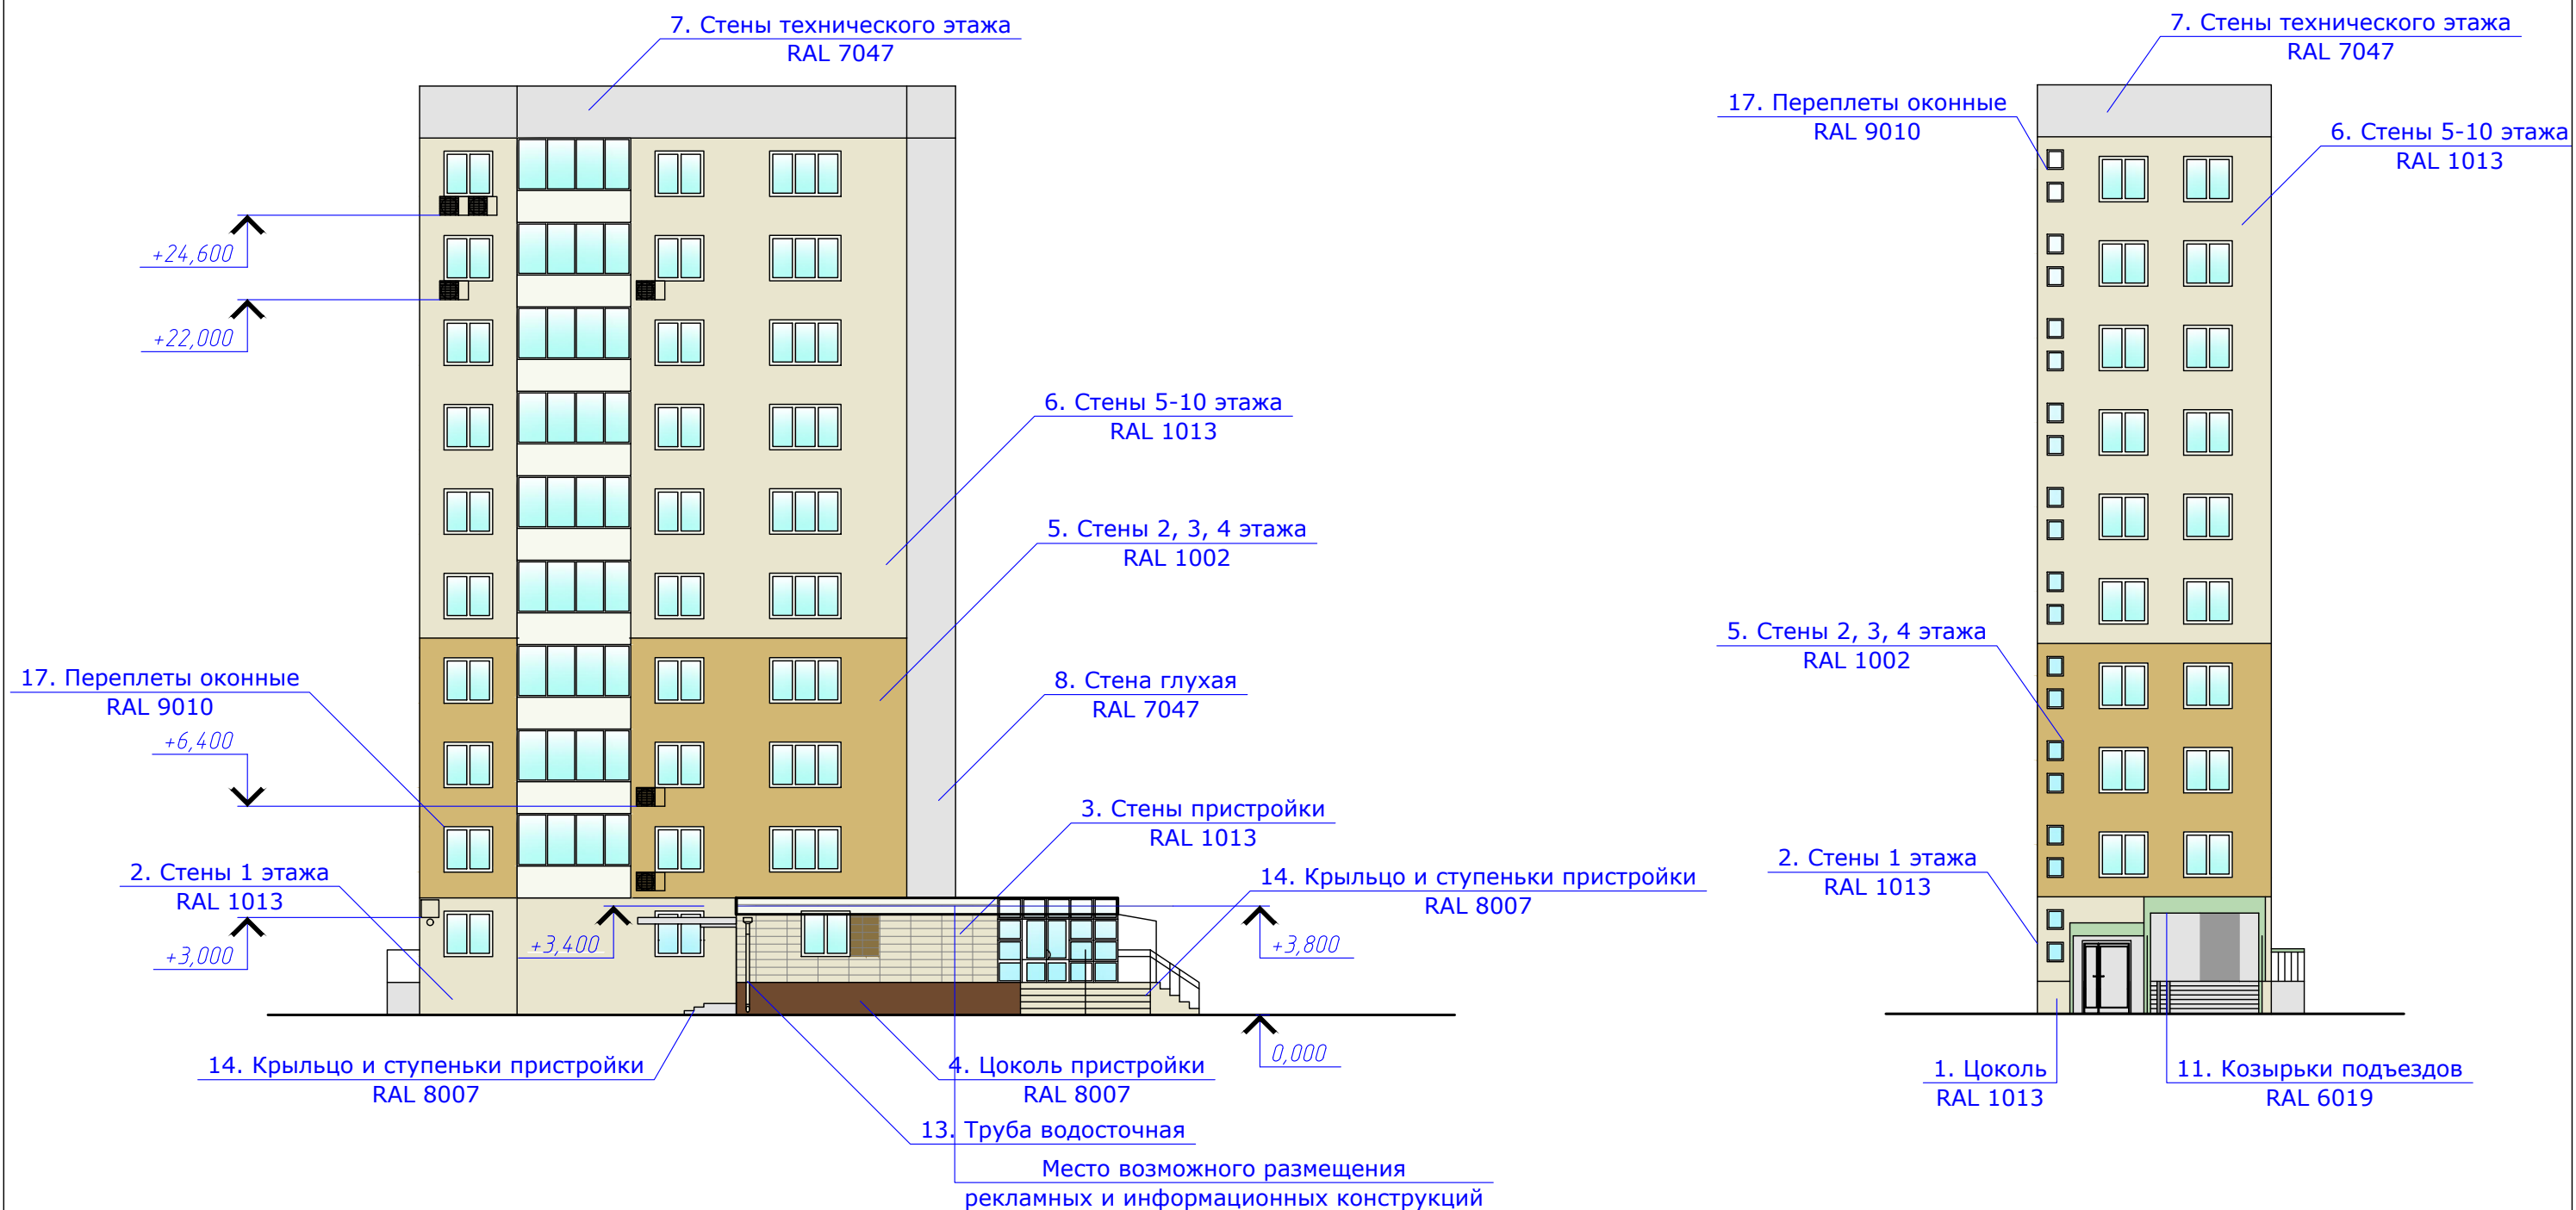 7. Стены технического этажа
RAL 7047
+24,600
+22,000
6. Стены 5-10 этажа
RAL 1013
5. Стены 2, 3, 4 этажа
RAL 1002
17. Переплеты оконные
RAL 9010
8. Стена глухая
RAL 7047
+6,400
3. Стены пристройки
RAL 1013
2. Стены 1 этажа
RAL 1013
14. Крыльцо и ступеньки пристройки
RAL 8007
+3,000
+3,400
+3,800
0,000
14. Крыльцо и ступеньки пристройки
RAL 8007
4. Цоколь пристройки
RAL 8007
13. Труба водосточная
Место возможного размещения
рекламных и информационных конструкций
7. Стены технического этажа
RAL 7047
17. Переплеты оконные
RAL 9010
6. Стены 5-10 этажа
RAL 1013
5. Стены 2, 3, 4 этажа
RAL 1002
2. Стены 1 этажа
RAL 1013
1. Цоколь
RAL 1013
11. Козырьки подъездов
RAL 6019